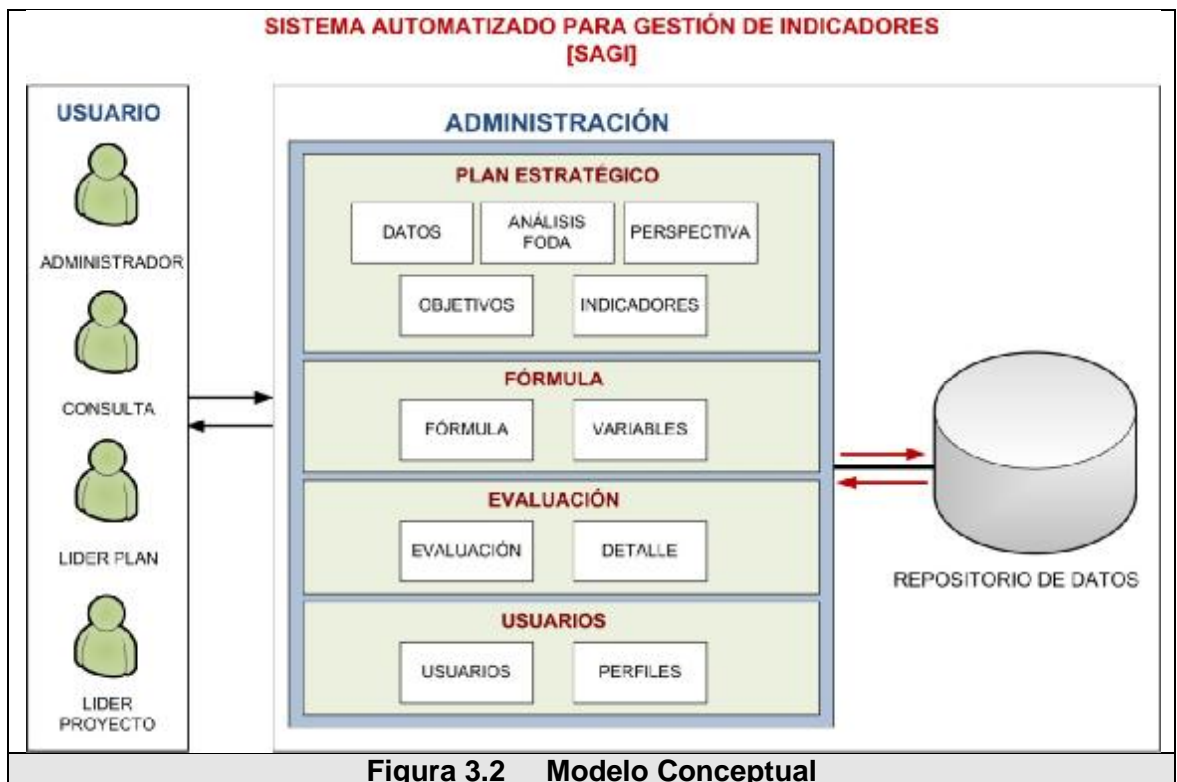 SISTEMA AUTOMATIZADO PARA GESTIÓN DE INDICADORES
[SAGI]
USUARIO
ADMINISTRADOR
CONSULTA
LIDER PLAN
LIDER
PROYECTO
ADMINISTRACIÓN
PLAN ESTRATÉGICO
DATOS
ANÁLISIS
FODA
PERSPECTIVA
OBJETIVOS
INDICADORES
FÓRMULA
FÓRMULA
VARIABLES
EVALUACIÓN
EVALUACIÓN
DETALLE
USUARIOS
USUARIOS
PERFILES
REPOSITORIO DE DATOS
Figura 3.2 Modelo Conceptual